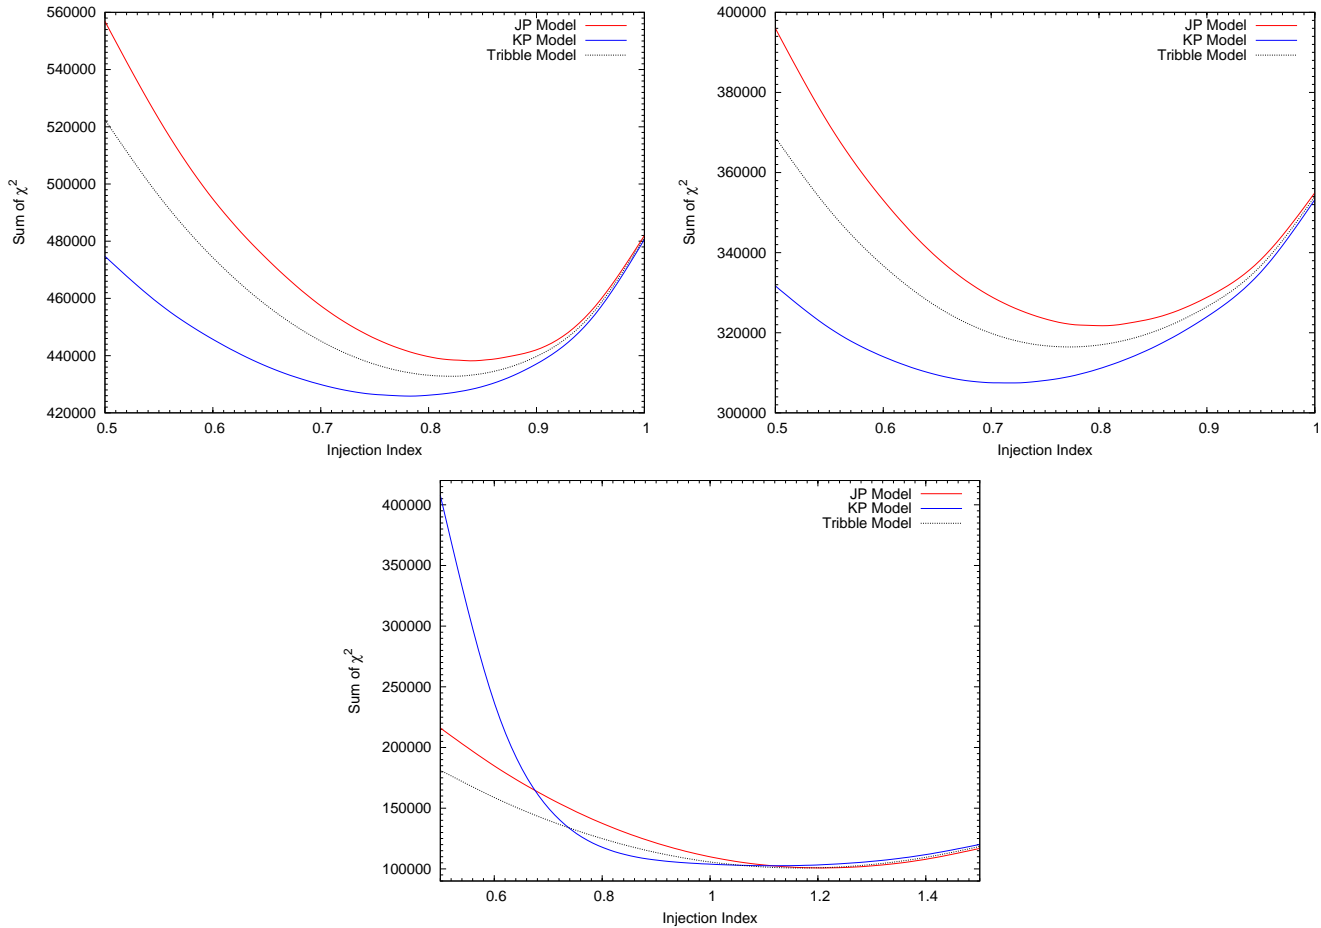 560000
540000
520000
500000
480000
460000
440000
420000
0.5
0.6
0.7
0.8
0.9
1
Sum of χ²
Injection Index
JP Model
KP Model
Tribble Model
400000
380000
360000
340000
320000
300000
0.5
0.6
0.7
0.8
0.9
1
Sum of χ²
Injection Index
JP Model
KP Model
Tribble Model
400000
350000
300000
250000
200000
150000
100000
0.6
0.8
1
1.2
1.4
Sum of χ²
Injection Index
JP Model
KP Model
Tribble Model